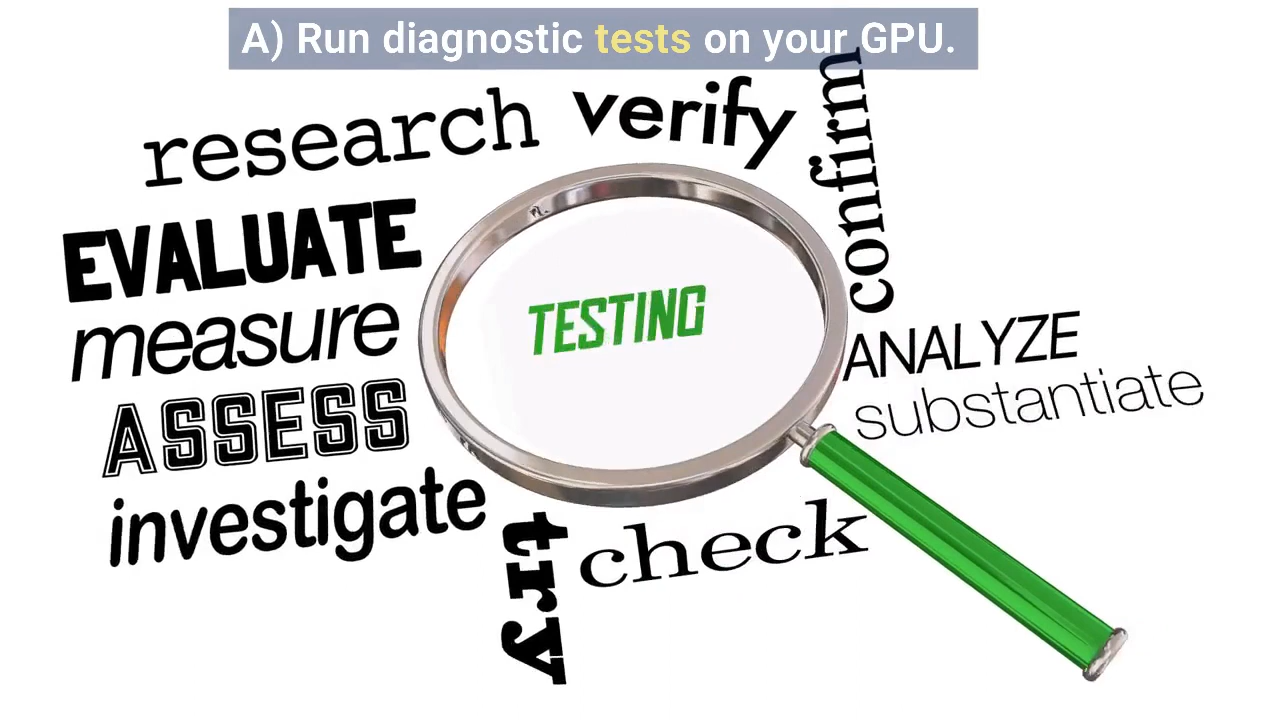 A) Run diagnostic tests on your GPU.
research
verify
confirm
EVALUATE
measure
TESTING
ANALYZE
substantiate
ASSESS
investigate
try
check